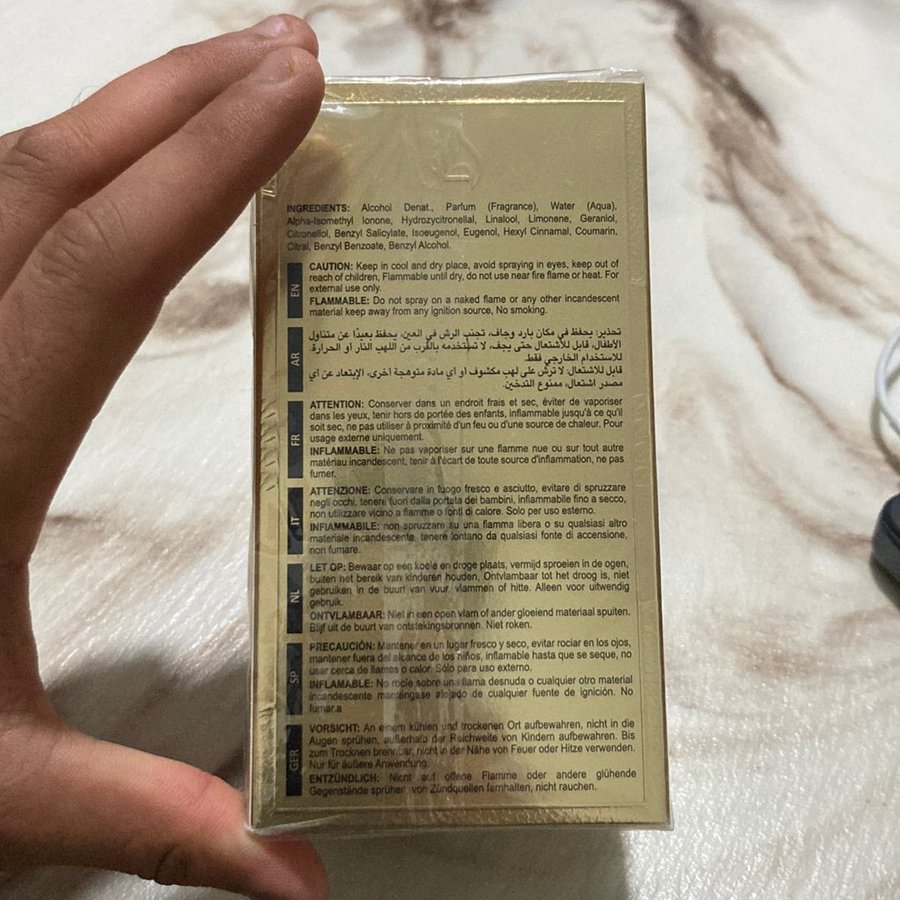 INGREDIENTS: Alcohol Denat., Parfum (Fragrance), Water (Aqua),
Alpha-Isomethyl Ionone, Hydrozycitronellal, Linalool, Limonene, Geraniol,
Citronellol, Benzyl Salicylate, Isoeugenol, Eugenol, Hexyl Cinnamal, Coumarin,
Citral, Benzyl Benzoate, Benzyl Alcohol.
EN
CAUTION: Keep in cool and dry place, avoid spraying in eyes, keep out of
reach of children, Flammable until dry, do not use near fire flame or heat. For
external use only.
FLAMMABLE: Do not spray on a naked flame or any other incandescent
material keep away from any ignition source, No smoking.
AR
تحذير: يحفظ في مكان بارد وجاف، تجنب الرش في العين، يحفظ بعيدًا عن متناول
الأطفال، قابل للأشتعال حتى يجف، لا تستخدمه بالقرب من اللهب النار أو الحرارة.
للاستخدام الخارجي فقط.
قابل للاشتعال: لا ترش على لهب مكشوف أو أي مادة متوهجة أخرى، الإبتعاد عن أي
مصدر اشتعال، ممنوع التدخين.
FR
ATTENTION: Conserver dans un endroit frais et sec, éviter de vaporiser
dans les yeux, tenir hors de portée des enfants, inflammable jusqu'à ce qu'il
soit sec, ne pas utiliser à proximité d'un feu ou d'une source de chaleur. Pour
usage externe uniquement.
INFLAMMABLE: Ne pas vaporiser sur une flamme nue ou sur tout autre
matériau incandescent, tenir à l'écart de toute source d'inflammation, ne pas
fumer.
IT
ATTENZIONE: Conservare in luogo fresco e asciutto, evitare di spruzzare
negli occhi, tenere fuori dalla portata dei bambini, infiammabile fino a secco,
non utilizzare vicino a fiamme o fonti di calore. Solo per uso esterno.
INFIAMMABILE: non spruzzare su una fiamma libera o su qualsiasi altro
materiale incandescente, tenere lontano da qualsiasi fonte di accensione,
non fumare.
NL
LET OP: Bewaar op een koele en droge plaats, vermijd sproeien in de ogen,
buiten het bereik van kinderen houden, Ontvlambaar tot het droog is, niet
gebruiken in de buurt van vuur, vlammen of hitte. Alleen voor uitwendig
gebruik.
ONTVLAMBAAR: Niet in een open vlam of ander gloeiend materiaal spuiten.
Blijf uit de buurt van ontstekingsbronnen. Niet roken.
SP
PRECAUCIÓN: Mantener en un lugar fresco y seco, evitar rociar en los ojos,
mantener fuera del alcance de los niños, inflamable hasta que se seque, no
usar cerca de llamas o calor. Sólo para uso externo.
INFLAMABLE: No rocíe sobre una llama desnuda o cualquier otro material
incandescente manténgase alejado de cualquier fuente de ignición. No
fumar.a
GER
VORSICHT: An einem kühlen und trockenen Ort aufbewahren, nicht in die
Augen sprühen, außerhalb der Reichweite von Kindern aufbewahren. Bis
zum Trocknen brennbar, nicht in der Nähe von Feuer oder Hitze verwenden.
Nur für äußere Anwendung.
ENTZÜNDLICH: Nicht auf offene Flamme oder andere glühende
Gegenstände sprühen, von Zündquellen fernhalten, nicht rauchen.